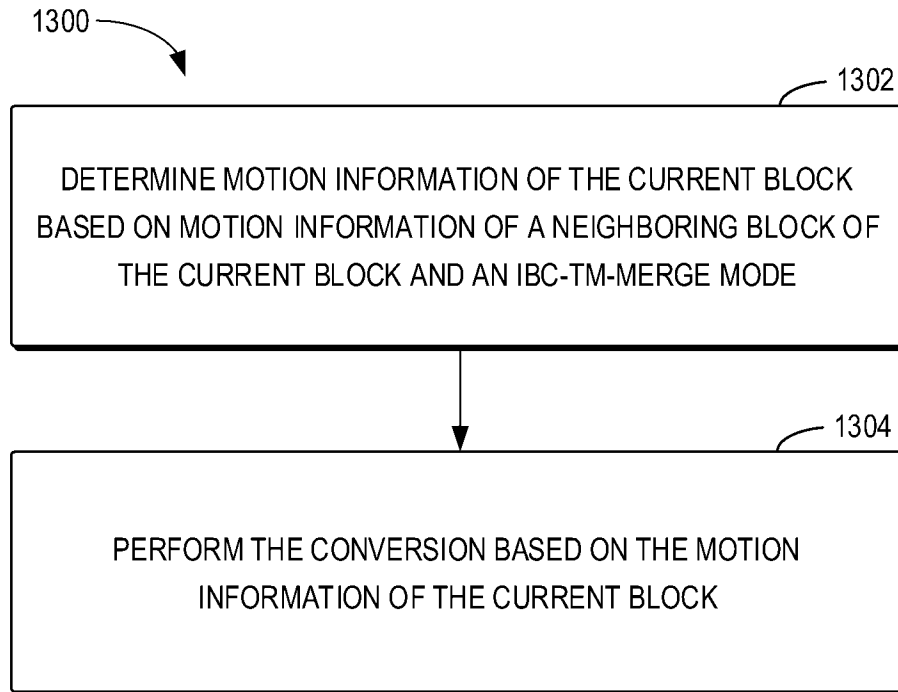 1300
1302
DETERMINE MOTION INFORMATION OF THE CURRENT BLOCK
BASED ON MOTION INFORMATION OF A NEIGHBORING BLOCK OF
THE CURRENT BLOCK AND AN IBC-TM-MERGE MODE
1304
PERFORM THE CONVERSION BASED ON THE MOTION
INFORMATION OF THE CURRENT BLOCK